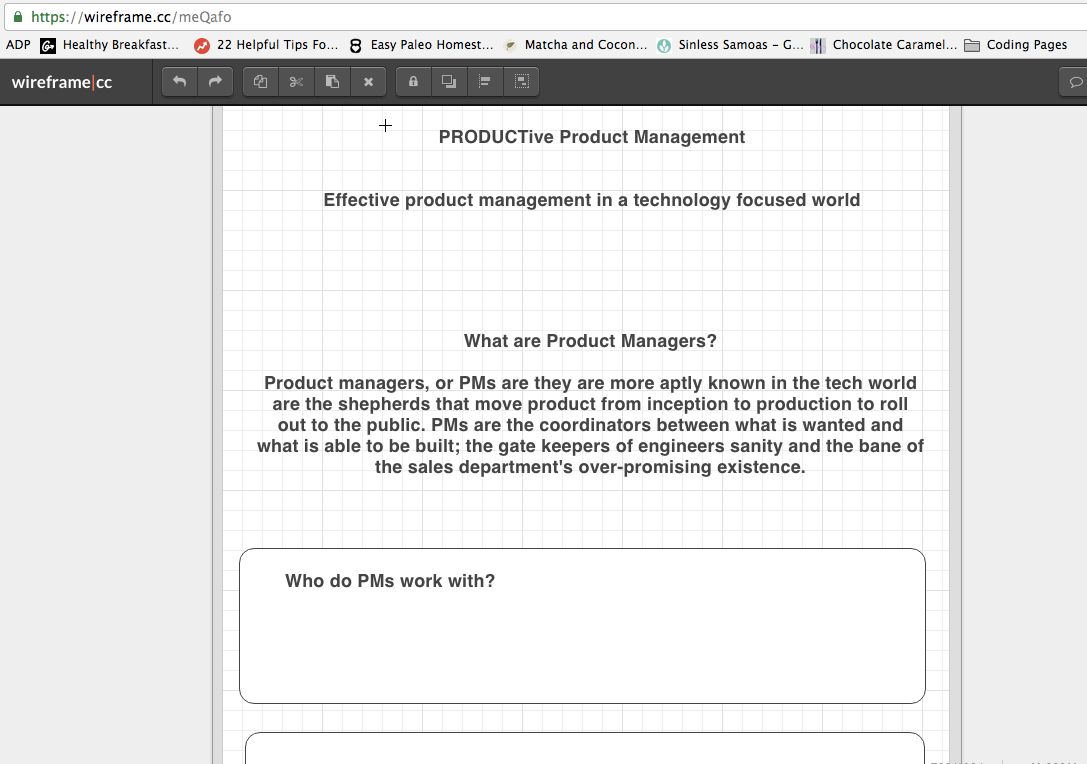 https://wireframe.cc/meQafo
ADP Healthy Breakfast... 22 Helpful Tips Fo... Easy Paleo Homest... Matcha and Cocon... Sinless Samoas – G... Chocolate Caramel... Coding Pages
wireframe|cc
PRODUCTive Product Management
Effective product management in a technology focused world
What are Product Managers?
Product managers, or PMs are they are more aptly known in the tech world
are the shepherds that move product from inception to production to roll
out to the public. PMs are the coordinators between what is wanted and
what is able to be built; the gate keepers of engineers sanity and the bane of
the sales department's over-promising existence.
Who do PMs work with?